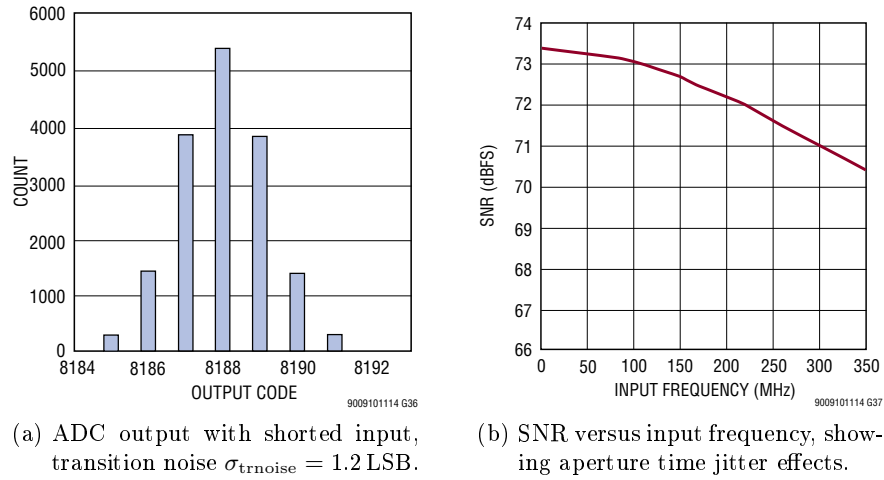 6000
5000
4000
3000
2000
1000
0
COUNT
8184 8186 8188 8190 8192
OUTPUT CODE
9009101114 G36
(a) ADC output with shorted input,
transition noise σtrnoise = 1.2 LSB.
74
73
72
71
70
69
68
67
66
SNR (dBFS)
0 50 100 150 200 250 300 350
INPUT FREQUENCY (MHz)
9009101114 G37
(b) SNR versus input frequency, show-
ing aperture time jitter effects.